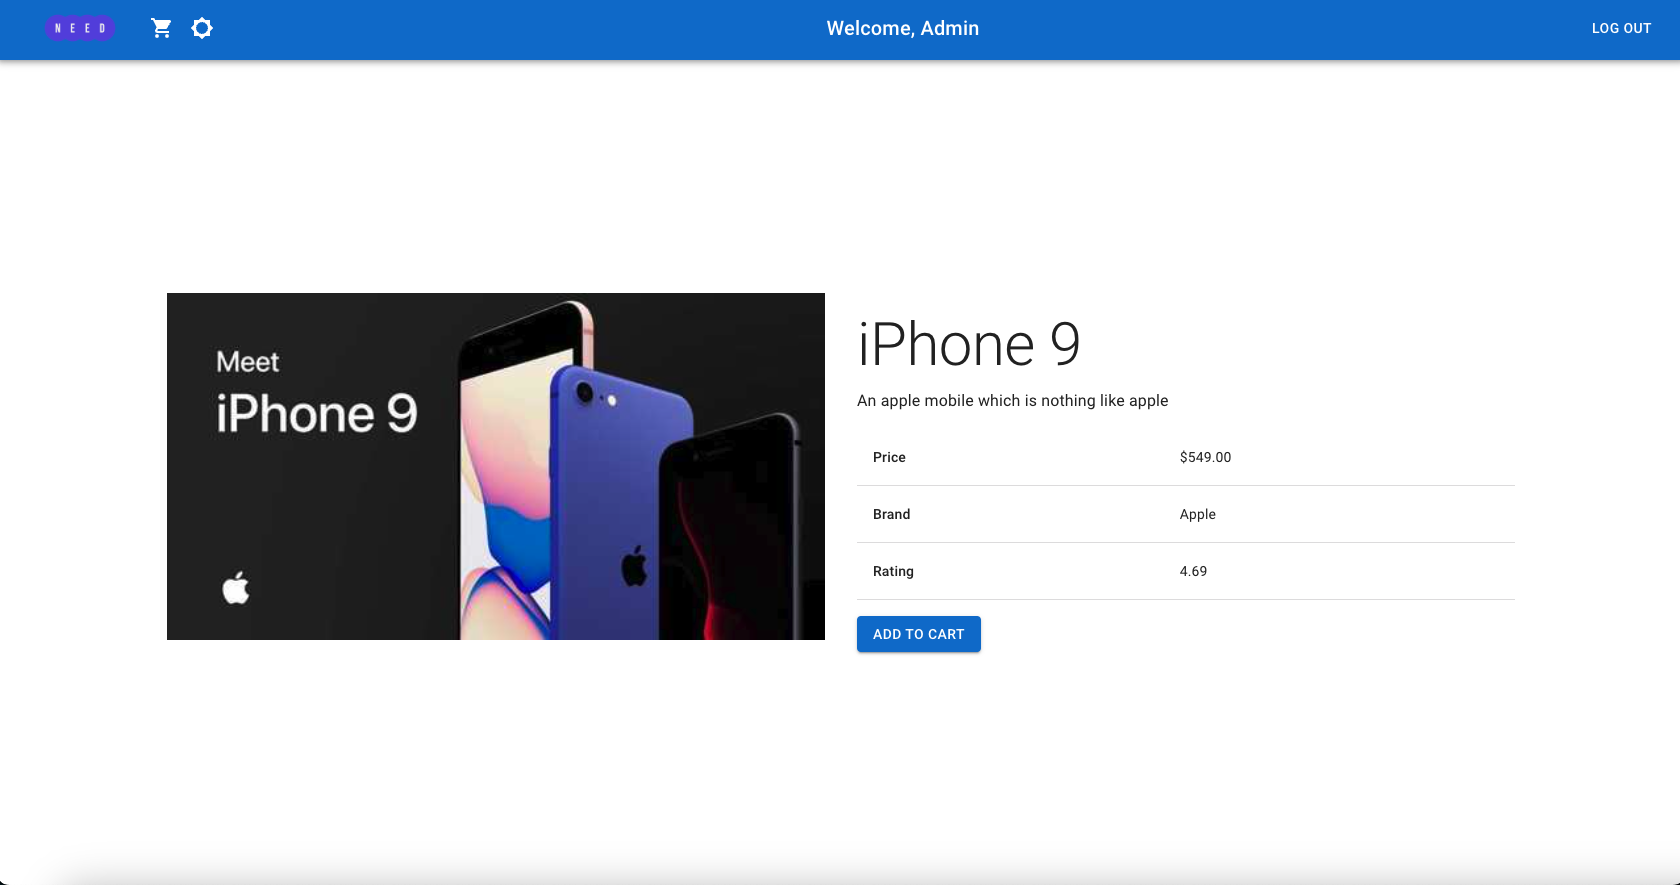 NEED
Welcome, Admin
LOG OUT
Meet
iPhone 9
iPhone 9
An apple mobile which is nothing like apple
Price $549.00
Brand Apple
Rating 4.69
ADD TO CART